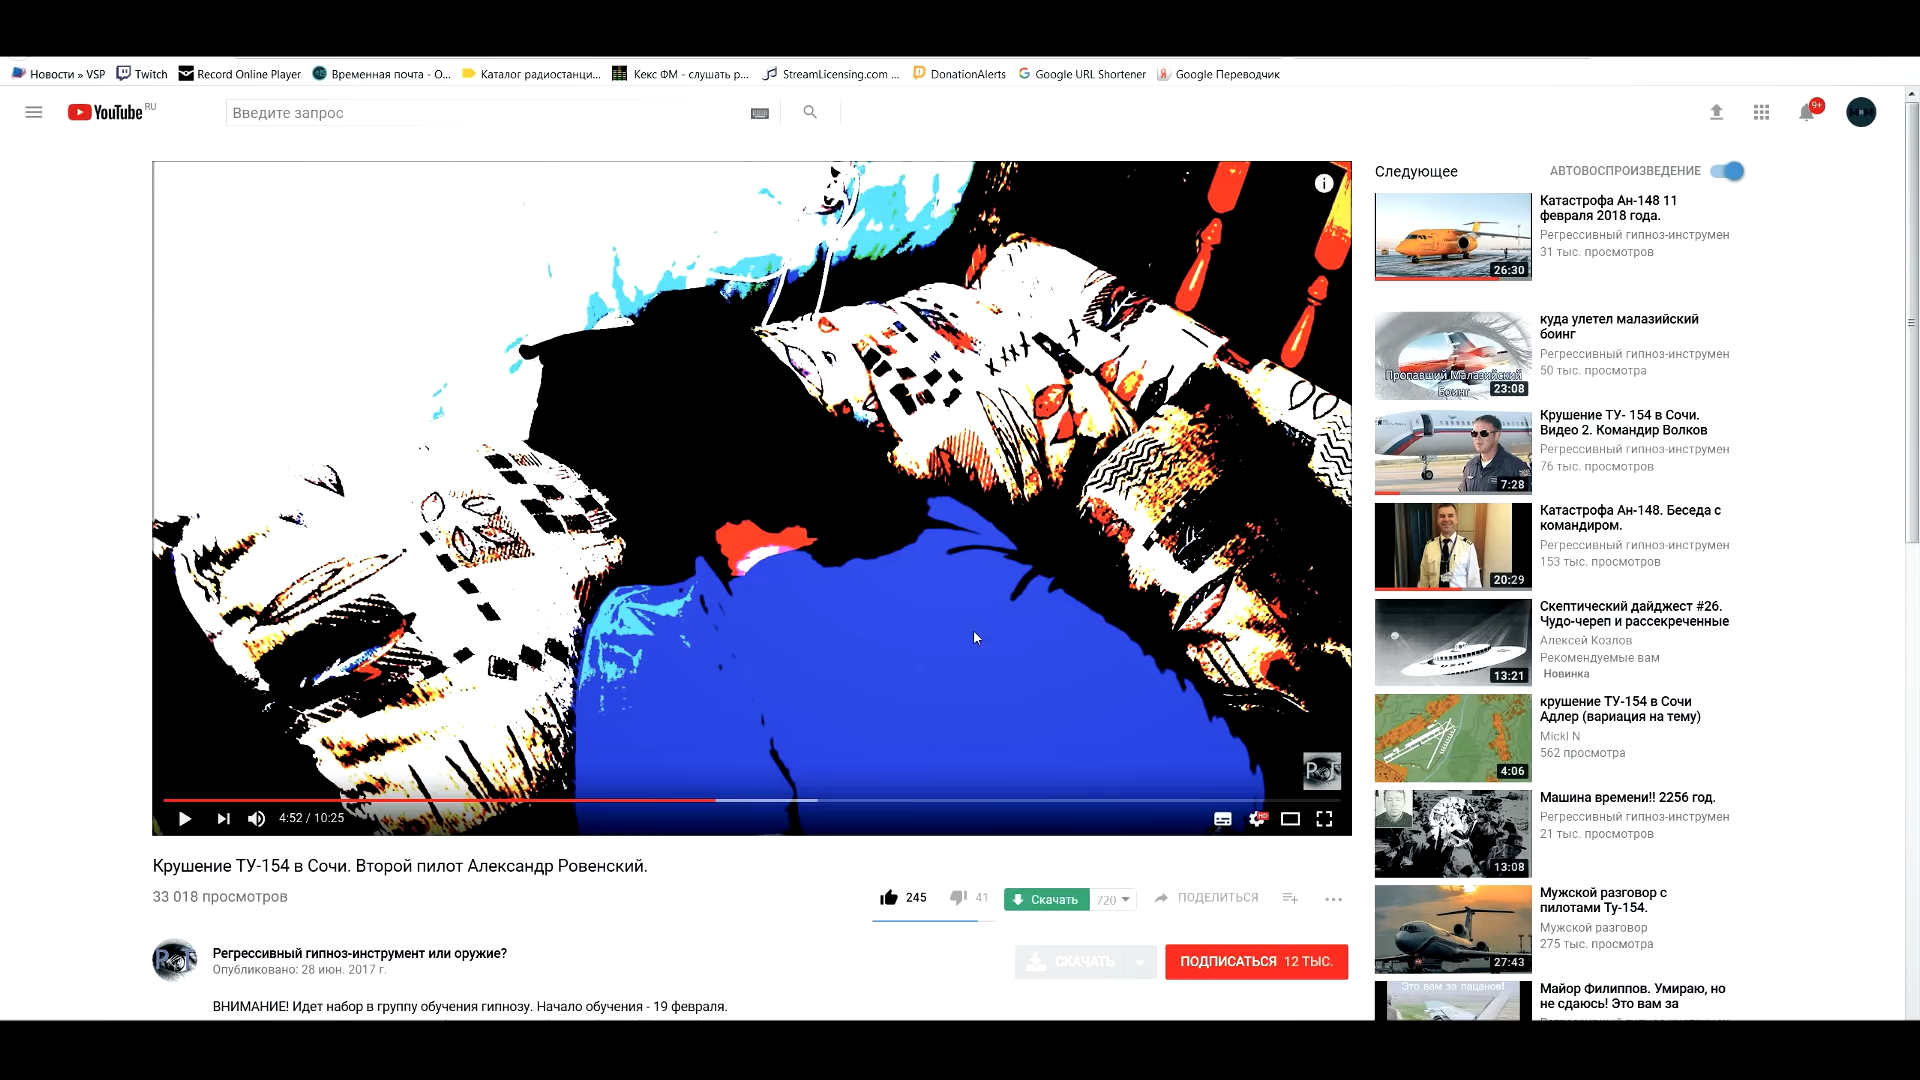 Новости » VSP
Twitch
Record Online Player
Временная почта - О...
Каталог радиостанци...
Кекс ФМ - слушать р...
StreamLicensing.com ...
DonationAlerts
Google URL Shortener
Google Переводчик
YouTube RU
Введите запрос
9+
4:52 / 10:25
HD
Крушение ТУ-154 в Сочи. Второй пилот Александр Ровенский.
33 018 просмотров
245
41
Скачать
720
ПОДЕЛИТЬСЯ
Регрессивный гипноз-инструмент или оружие?
Опубликовано: 28 июн. 2017 г.
СКАЧАТЬ
ПОДПИСАТЬСЯ 12 ТЫС.
ВНИМАНИЕ! Идет набор в группу обучения гипнозу. Начало обучения - 19 февраля.
Следующее
АВТОВОСПРОИЗВЕДЕНИЕ
26:30
Катастрофа Ан-148 11
февраля 2018 года.
Регрессивный гипноз-инструмен
31 тыс. просмотров
Пропавший Малазийский
Боинг
23:08
куда улетел малазийский
боинг
Регрессивный гипноз-инструмен
50 тыс. просмотра
7:28
Крушение ТУ- 154 в Сочи.
Видео 2. Командир Волков
Регрессивный гипноз-инструмен
76 тыс. просмотров
20:29
Катастрофа Ан-148. Беседа с
командиром.
Регрессивный гипноз-инструмен
153 тыс. просмотров
13:21
Скептический дайджест #26.
Чудо-череп и рассекреченные
Алексей Козлов
Рекомендуемые вам
Новинка
4:06
крушение ТУ-154 в Сочи
Адлер (вариация на тему)
Mickl N
562 просмотра
13:08
Машина времени!! 2256 год.
Регрессивный гипноз-инструмен
21 тыс. просмотров
27:43
Мужской разговор с
пилотами Ту-154.
Мужской разговор
275 тыс. просмотра
Это вам за пацанов!
Майор Филиппов. Умираю, но
не сдаюсь! Это вам за